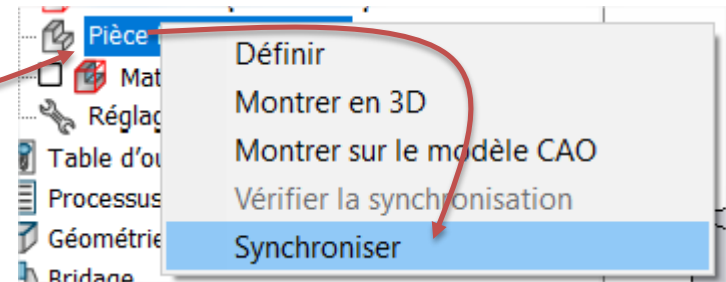 Pièce
Définir
Mat
Montrer en 3D
Réglag
Table d'ou
Montrer sur le modèle CAO
Processus
Vérifier la synchronisation
Géométrie
Synchroniser
Bridage